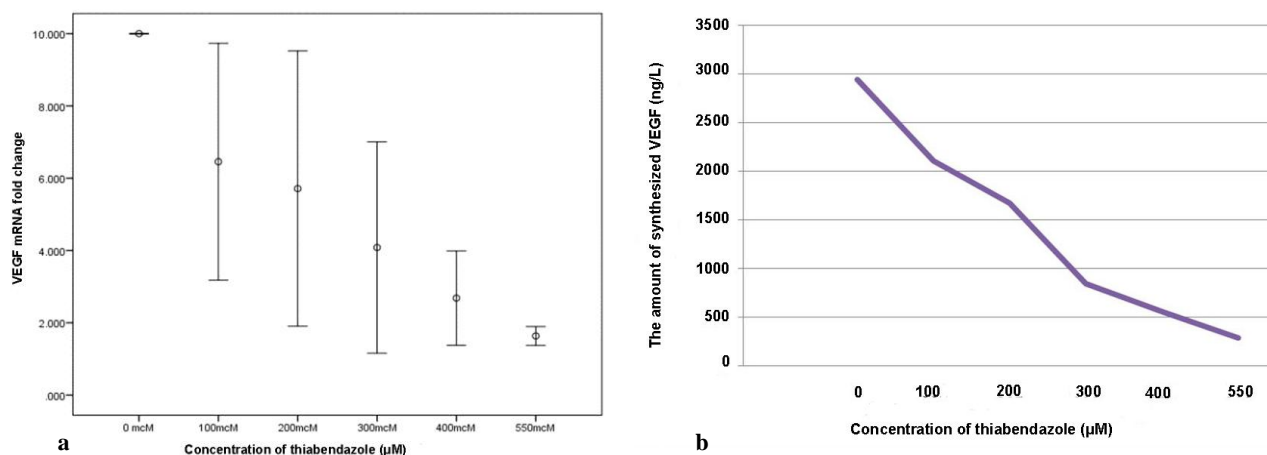 10.000
8.000
6.000
4.000
2.000
.000
VEGF mRNA fold change
0 mcM 100mcM 200mcM 300mcM 400mcM 550mcM
Concentration of thiabendazole (µM)
a
3500
3000
2500
2000
1500
1000
500
0
The amount of synthesized VEGF (ng/L)
0 100 200 300 400 550
Concentration of thiabendazole (µM)
b